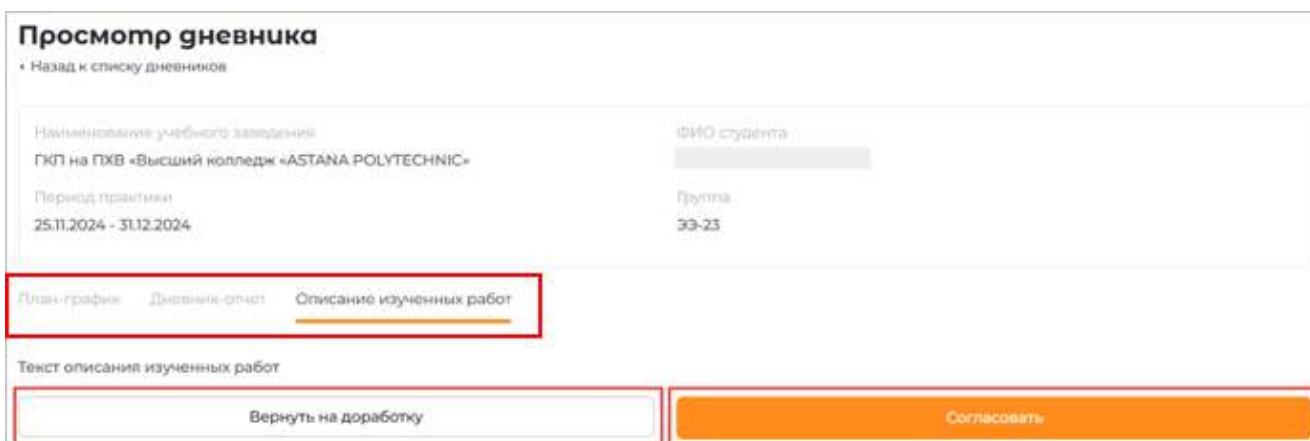 Просмотр дневника
‹ Назад к списку дневников
Наименование учебного заведения
ФИО студента
ГКП на ПХВ «Высший колледж «ASTANA POLYTECHNIC»
Период практики
Группа
25.11.2024 - 31.12.2024
ЭЭ-23
План-график Дневник-отчет Описание изученных работ
Текст описания изученных работ
Вернуть на доработку
Согласовать